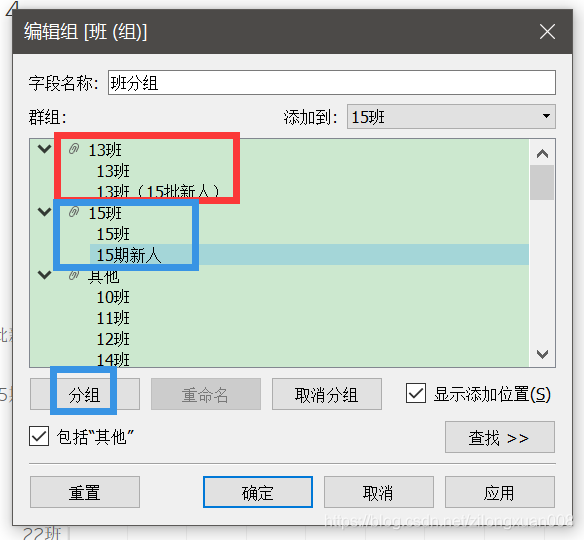 4
编辑组 [班 (组)]
字段名称: 班分组
群组: 添加到: 15班
13班
13班
13班（15批新人）
15班
15班
15期新人
其他
10班
11班
12班
14班
分组 重命名 取消分组 显示添加位置(S)
包括“其他” 查找 >>
重置 确定 取消 应用
22班
https://blog.csdn.net/zilongxuan008